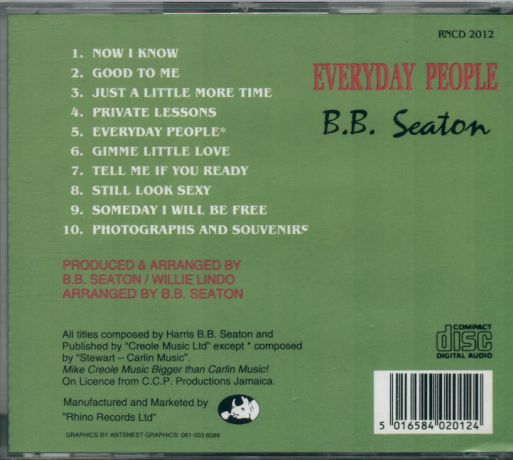 RNCD 2012
EVERYDAY PEOPLE
B.B. Seaton
1. NOW I KNOW
2. GOOD TO ME
3. JUST A LITTLE MORE TIME
4. PRIVATE LESSONS
5. EVERYDAY PEOPLE*
6. GIMME LITTLE LOVE
7. TELL ME IF YOU READY
8. STILL LOOK SEXY
9. SOMEDAY I WILL BE FREE
10. PHOTOGRAPHS AND SOUVENIRS
PRODUCED & ARRANGED BY
B.B. SEATON / WILLIE LINDO
ARRANGED BY B.B. SEATON
All titles composed by Harris B.B. Seaton and
Published by "Creole Music Ltd" except * composed
by "Stewart – Carlin Music".
Mike Creole Music Bigger than Carlin Music!
On Licence from C.C.P. Productions Jamaica.
Manufactured and Marketed by
"Rhino Records Ltd"
GRAPHICS BY ANTSNEST GRAPHICS: 081-503 6099
COMPACT
disc
DIGITAL AUDIO
5 016584 020124